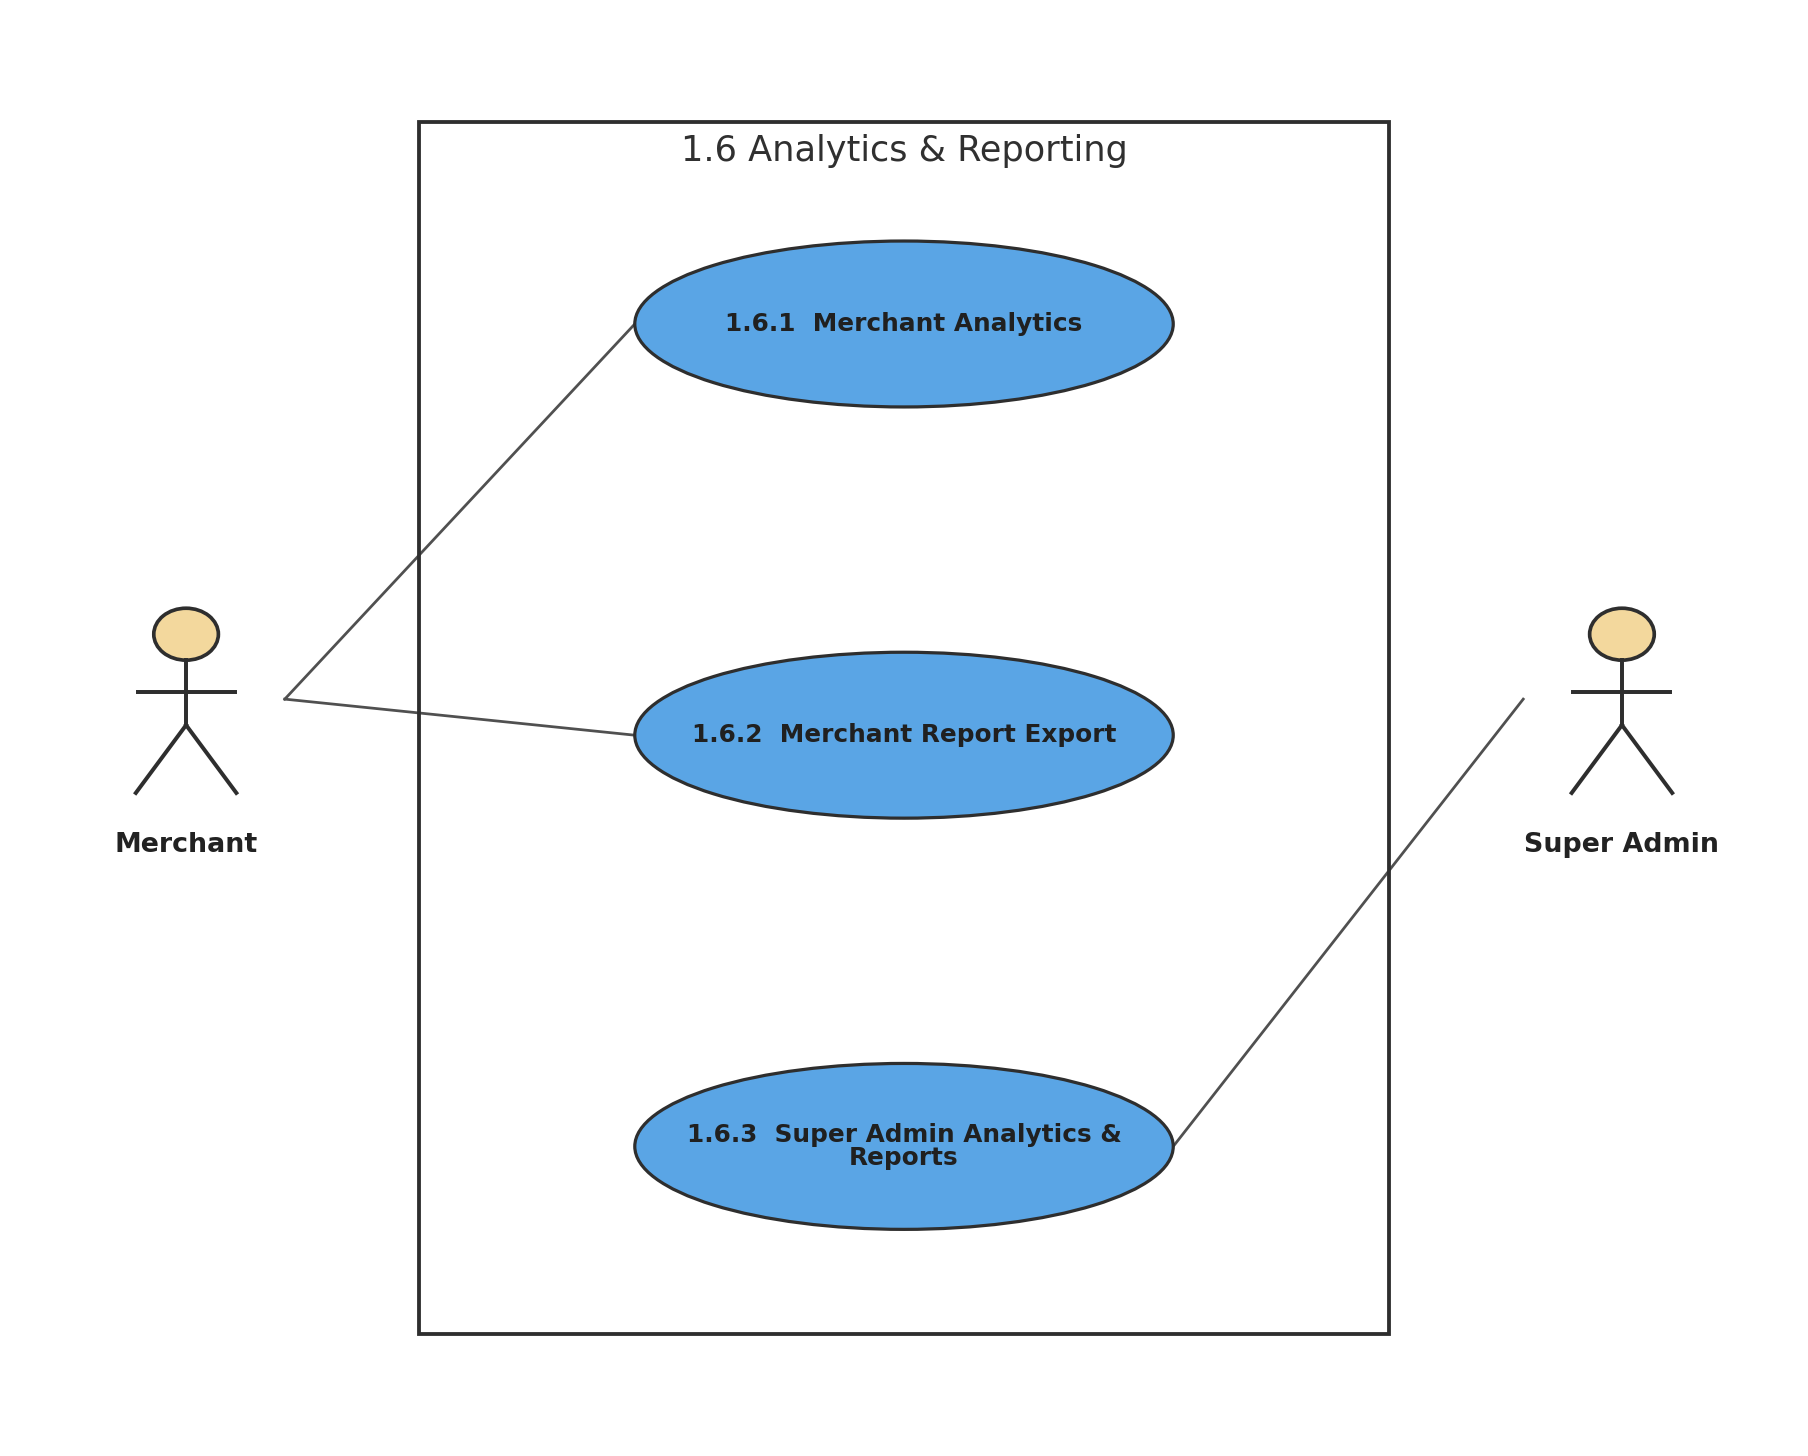 1.6 Analytics & Reporting
1.6.1  Merchant Analytics
1.6.2  Merchant Report Export
Merchant
Super Admin
1.6.3  Super Admin Analytics &
Reports